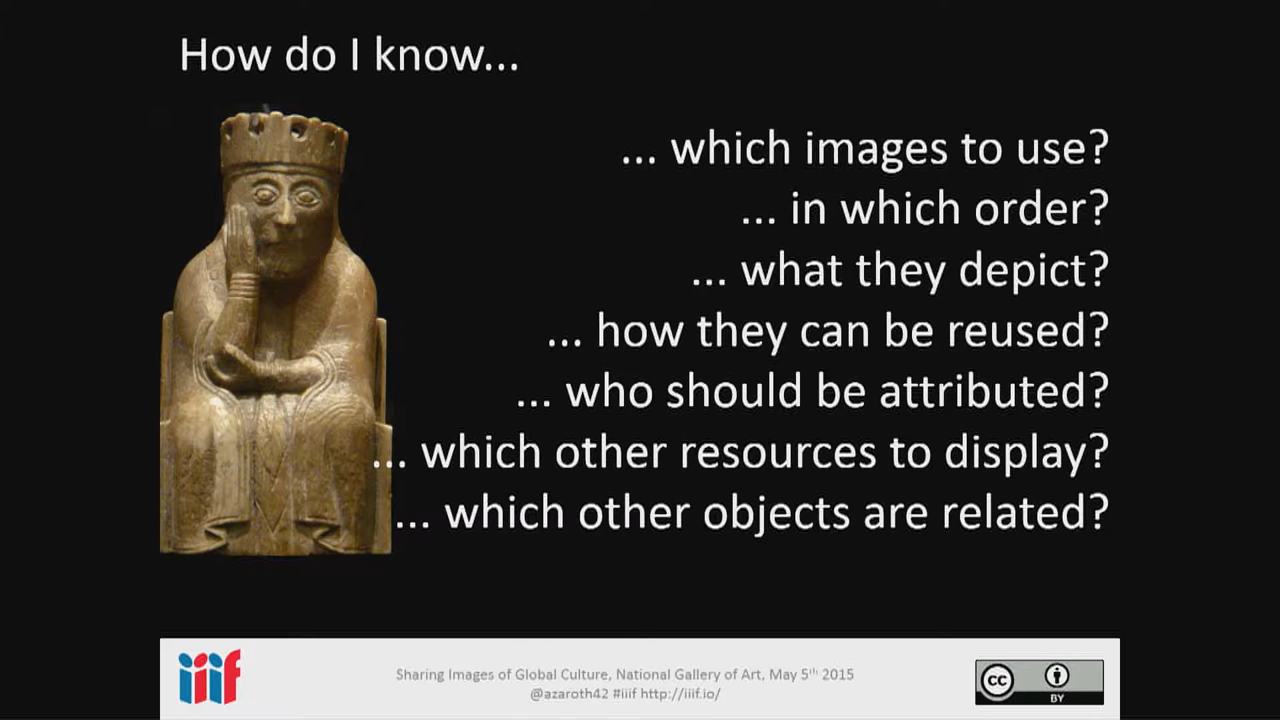 How do I know...
... which images to use?
... in which order?
... what they depict?
... how they can be reused?
... who should be attributed?
... which other resources to display?
... which other objects are related?
iiif
Sharing Images of Global Culture, National Gallery of Art, May 5th 2015
@azaroth42 #iiif http://iiif.io/
cc
BY